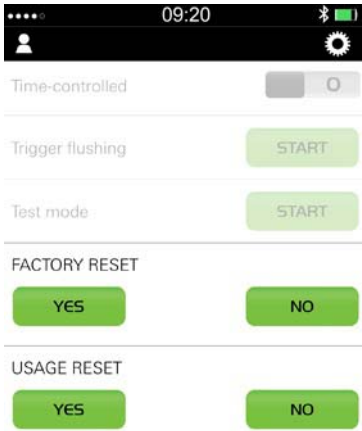 09:20
Time-controlled O
Trigger flushing START
Test mode START
FACTORY RESET
YES NO
USAGE RESET
YES NO